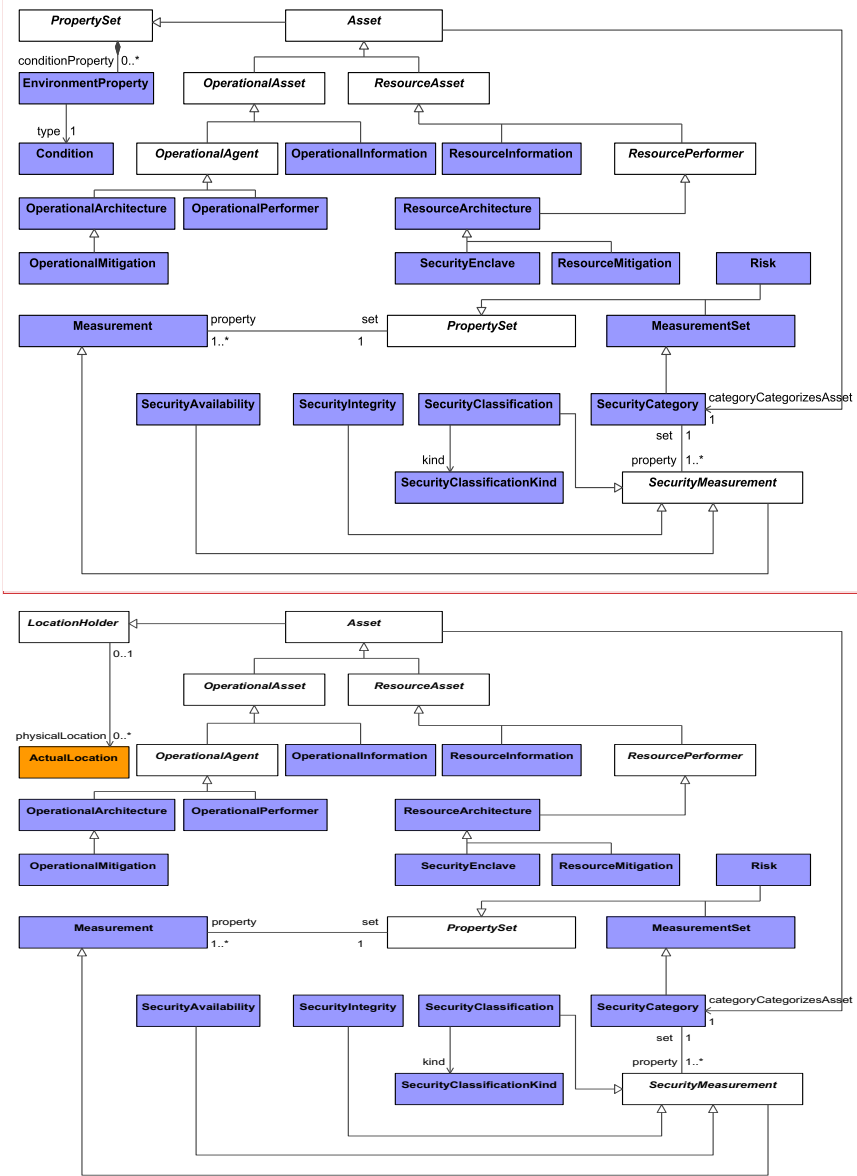 PropertySet
Asset
conditionProperty 0..*
EnvironmentProperty
OperationalAsset
ResourceAsset
type 1
Condition
OperationalAgent
OperationalInformation
ResourceInformation
ResourcePerformer
OperationalArchitecture
OperationalPerformer
ResourceArchitecture
OperationalMitigation
SecurityEnclave
ResourceMitigation
Risk
Measurement
property
1..*
set
1
PropertySet
MeasurementSet
SecurityAvailability
SecurityIntegrity
SecurityClassification
SecurityCategory
categoryCategorizesAsset
1
set 1
kind
property 1..*
SecurityClassificationKind
SecurityMeasurement
LocationHolder
Asset
0..1
OperationalAsset
ResourceAsset
physicalLocation 0..*
ActualLocation
OperationalAgent
OperationalInformation
ResourceInformation
ResourcePerformer
OperationalArchitecture
OperationalPerformer
ResourceArchitecture
OperationalMitigation
SecurityEnclave
ResourceMitigation
Risk
Measurement
property
1..*
set
1
PropertySet
MeasurementSet
SecurityAvailability
SecurityIntegrity
SecurityClassification
SecurityCategory
categoryCategorizesAsset
1
set 1
kind
property 1..*
SecurityClassificationKind
SecurityMeasurement